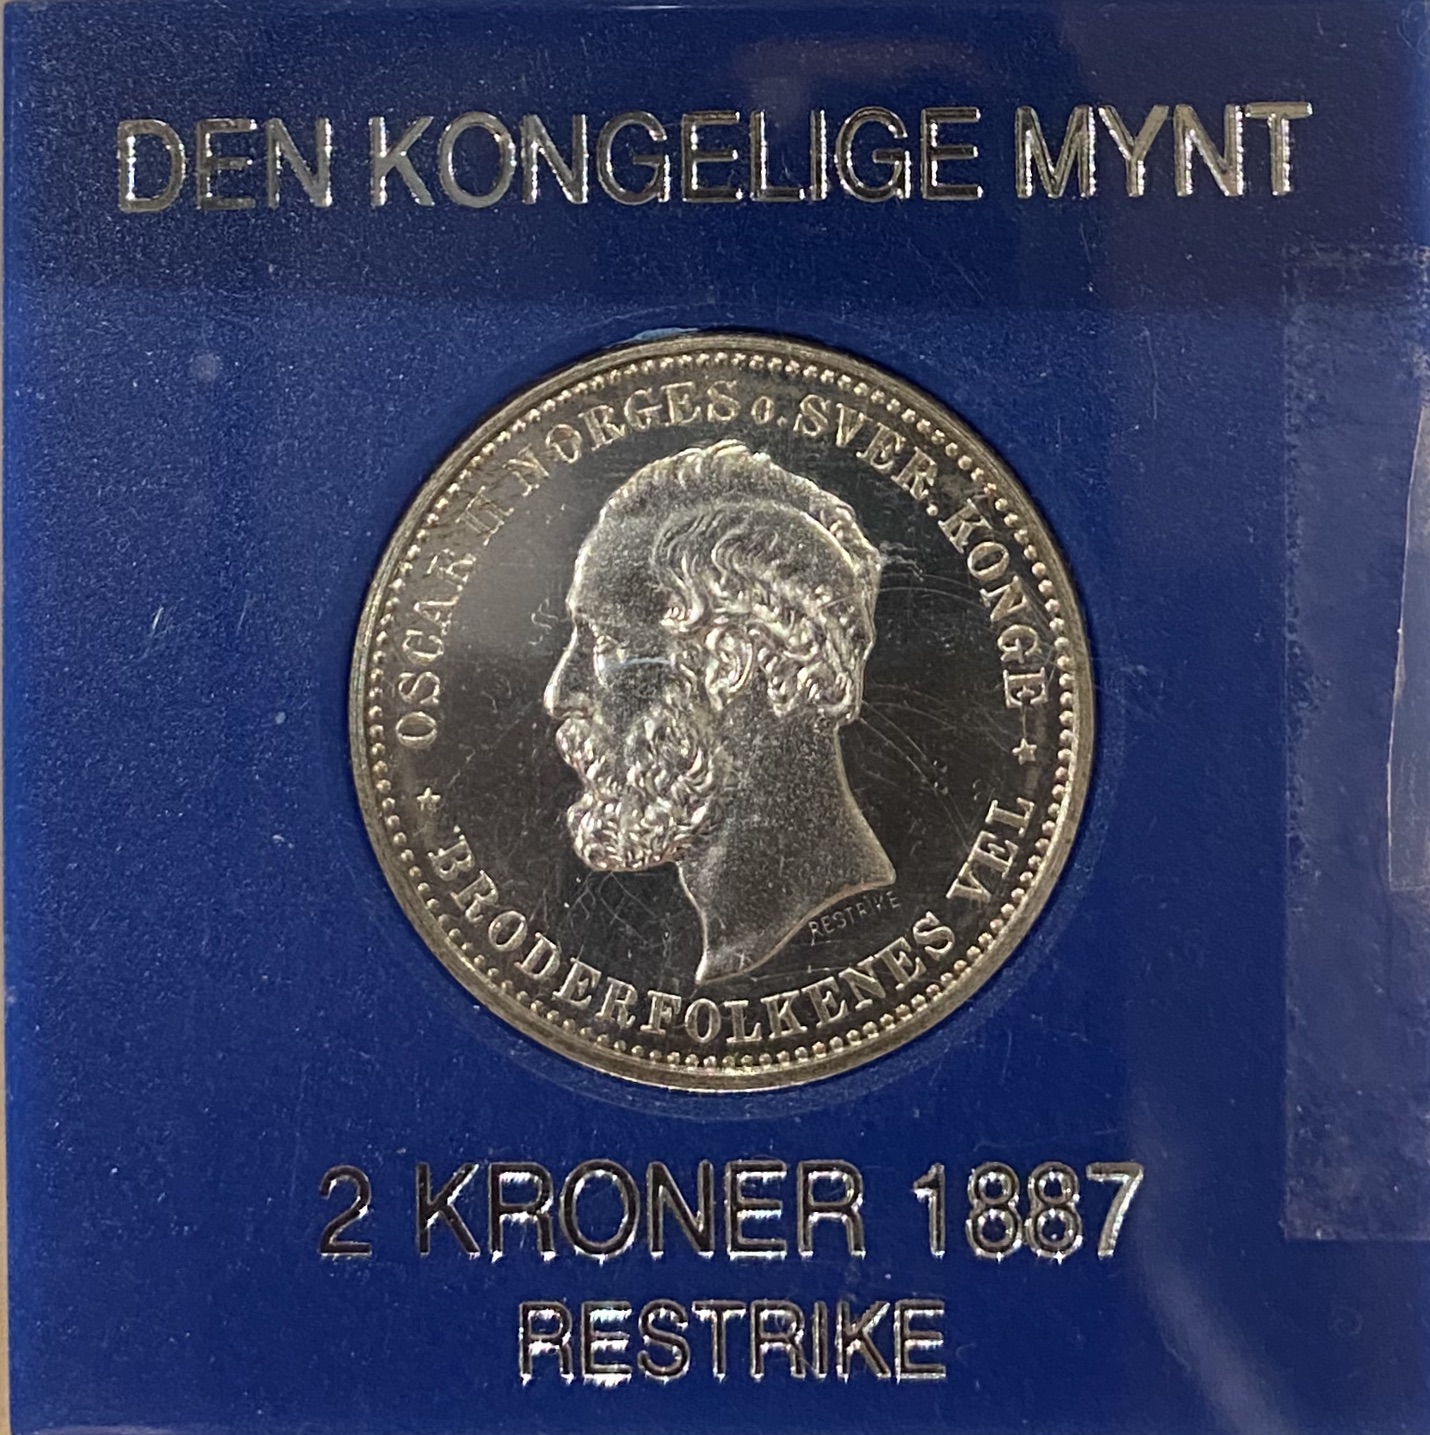 DEN KONGELIGE MYNT
OSCAR II NORGES O. SVER. KONGE
BRODERFOLKENES VEL
RESTRIKE
2 KRONER 1887
RESTRIKE